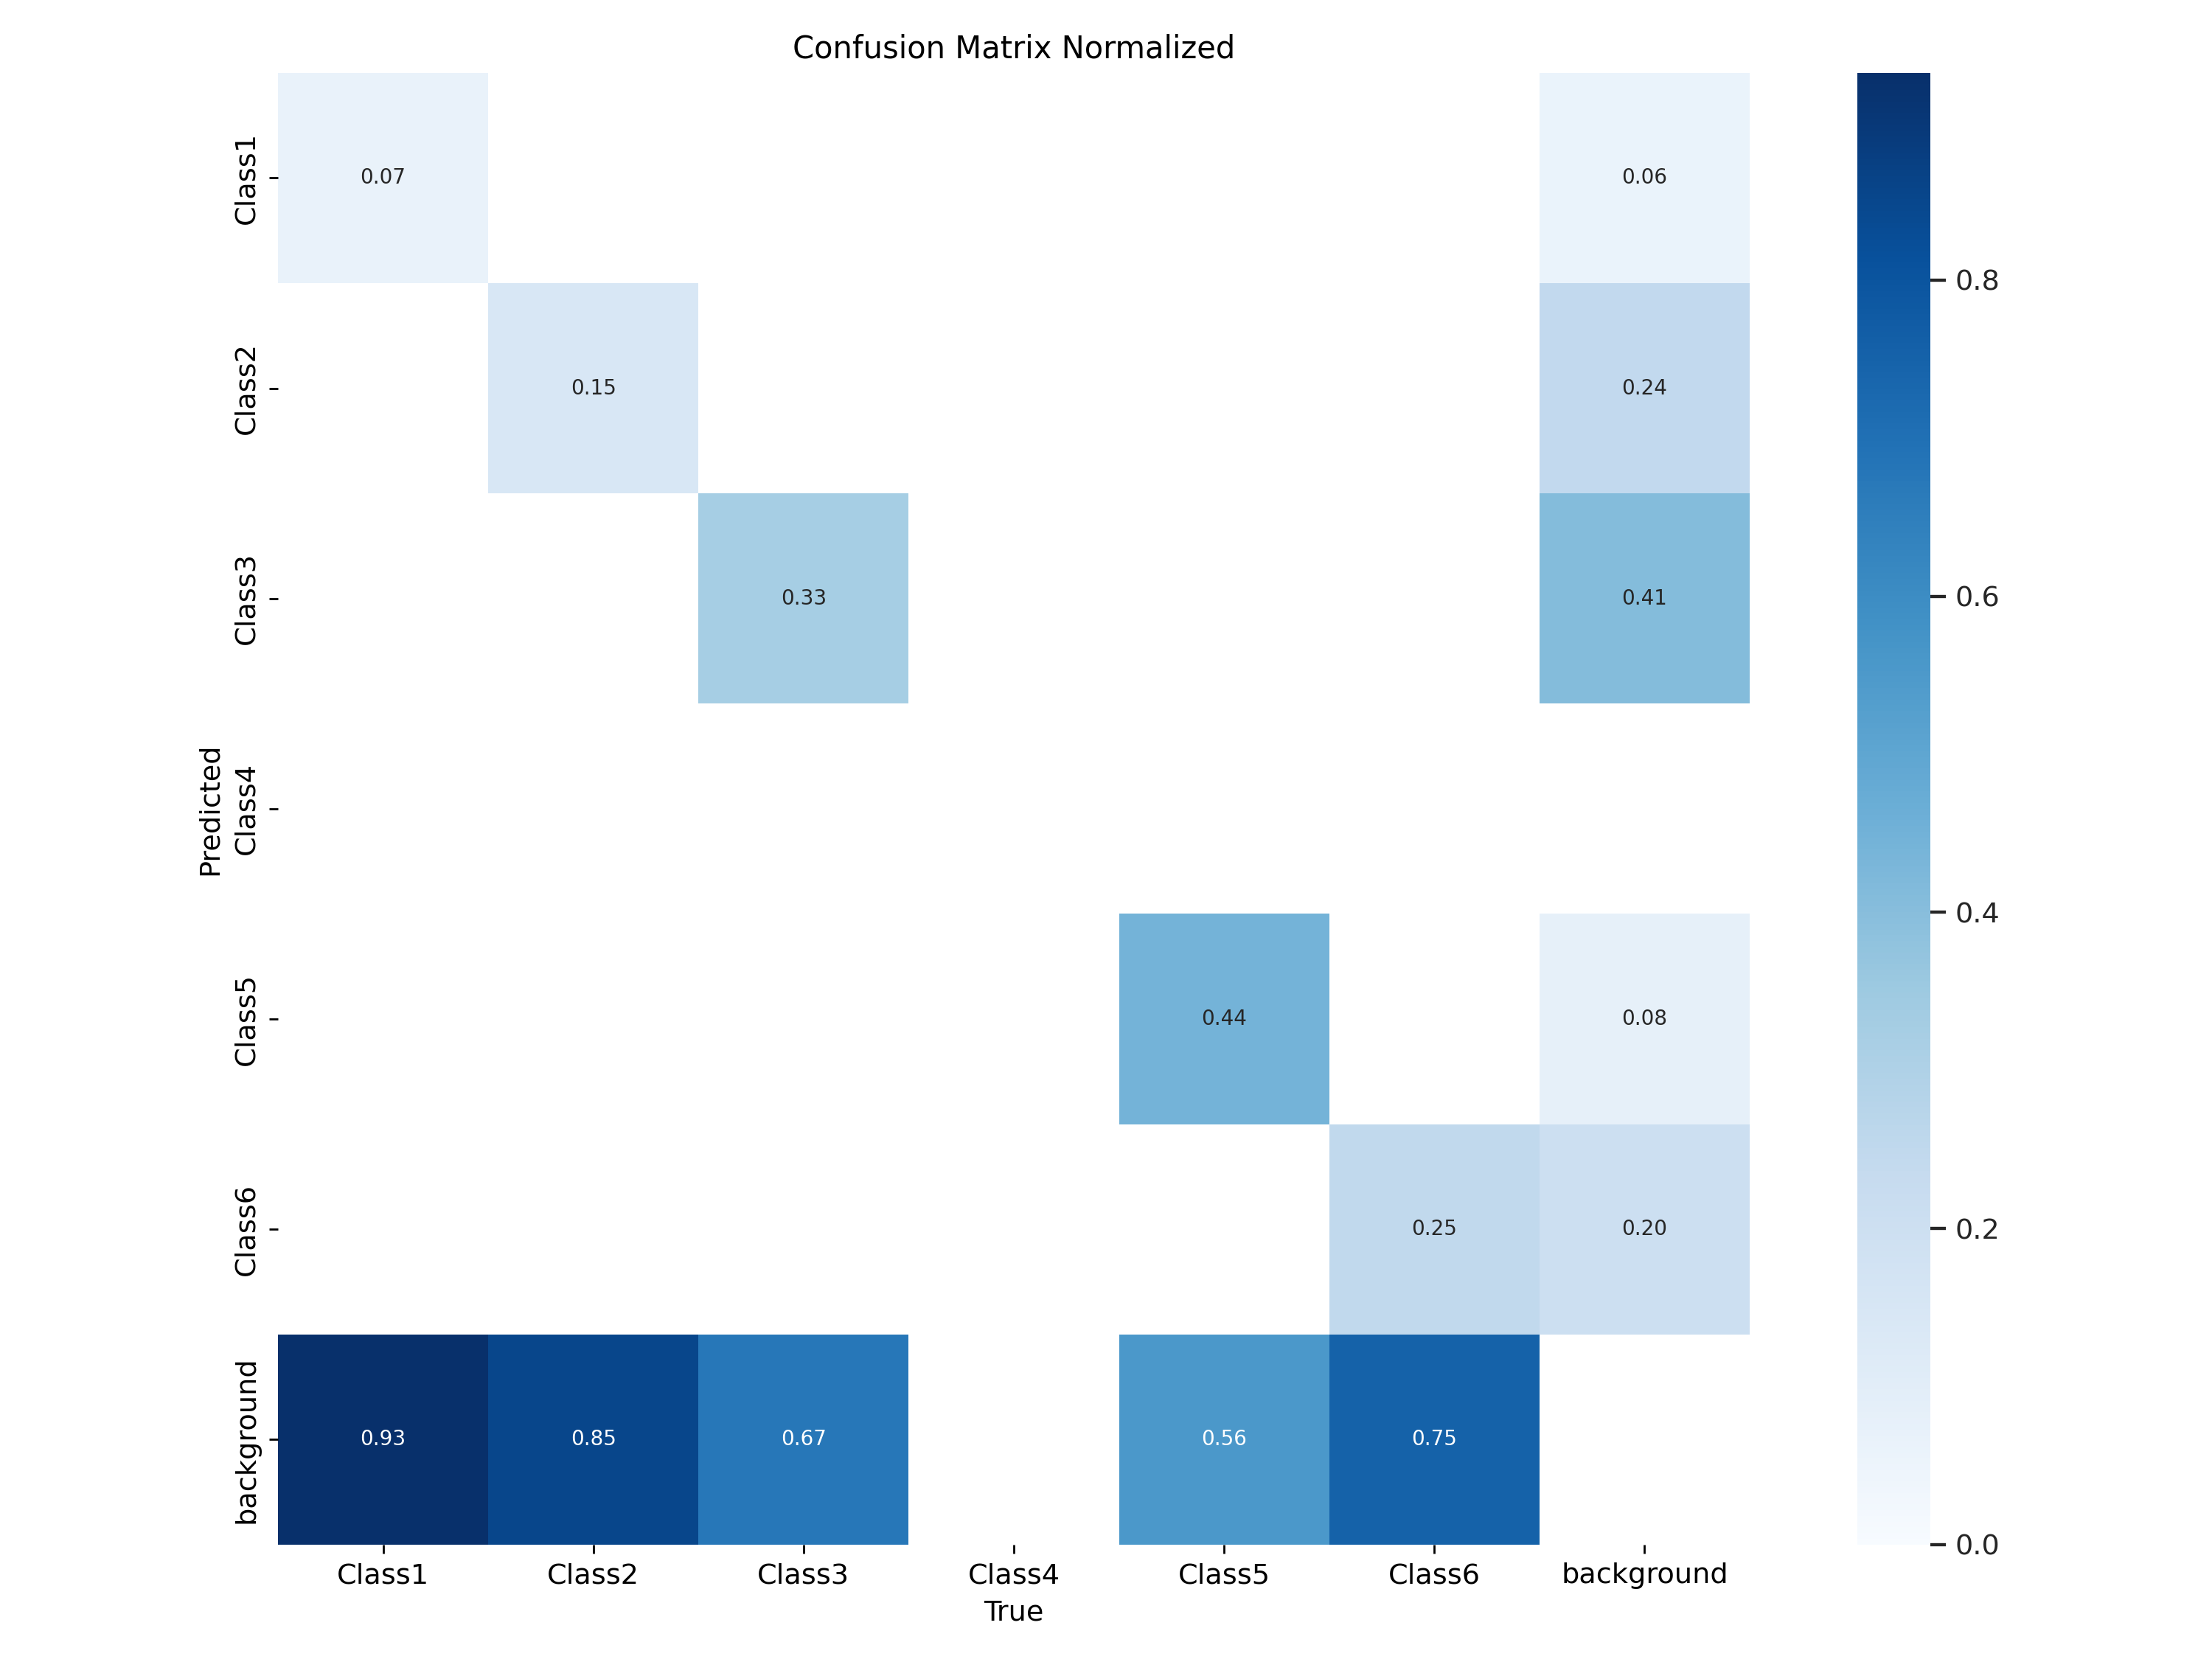 Confusion Matrix Normalized
Predicted
Class1
0.07
0.06
Class2
0.15
0.24
Class3
0.33
0.41
Class4
Class5
0.44
0.08
Class6
0.25
0.20
background
0.93
0.85
0.67
0.56
0.75
Class1 Class2 Class3 Class4 Class5 Class6 background
True
0.8
0.6
0.4
0.2
0.0